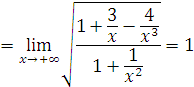 = lim_{x→+∞} √((1 + 3/x − 4/x³)/(1 + 1/x²)) = 1